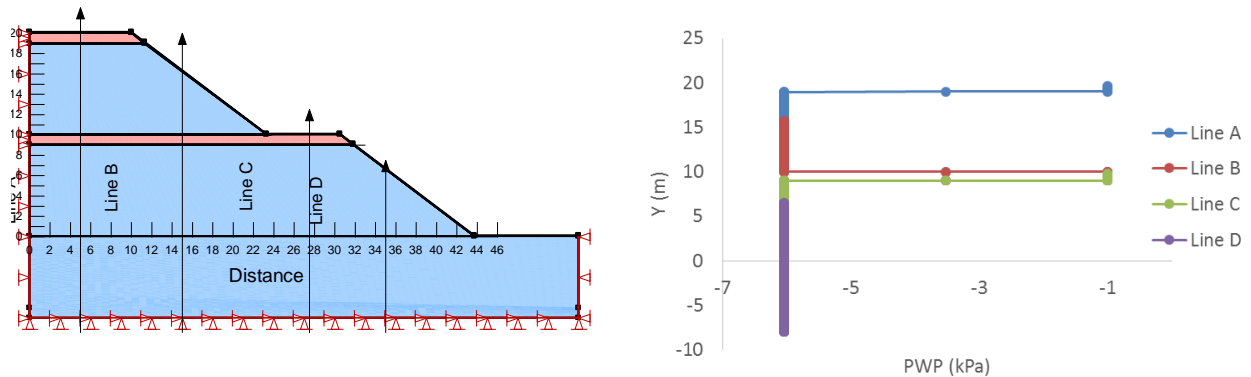 20
18
16
14
12
10
8
6
4
2
0
Line B
Line C
Line D
0 2 4 6 8 10 12 14 16 18 20 22 24 26 28 30 32 34 36 38 40 42 44 46
Distance
25
20
15
10
5
0
-5
-10
-7 -5 -3 -1
Y (m)
PWP (kPa)
Line A
Line B
Line C
Line D